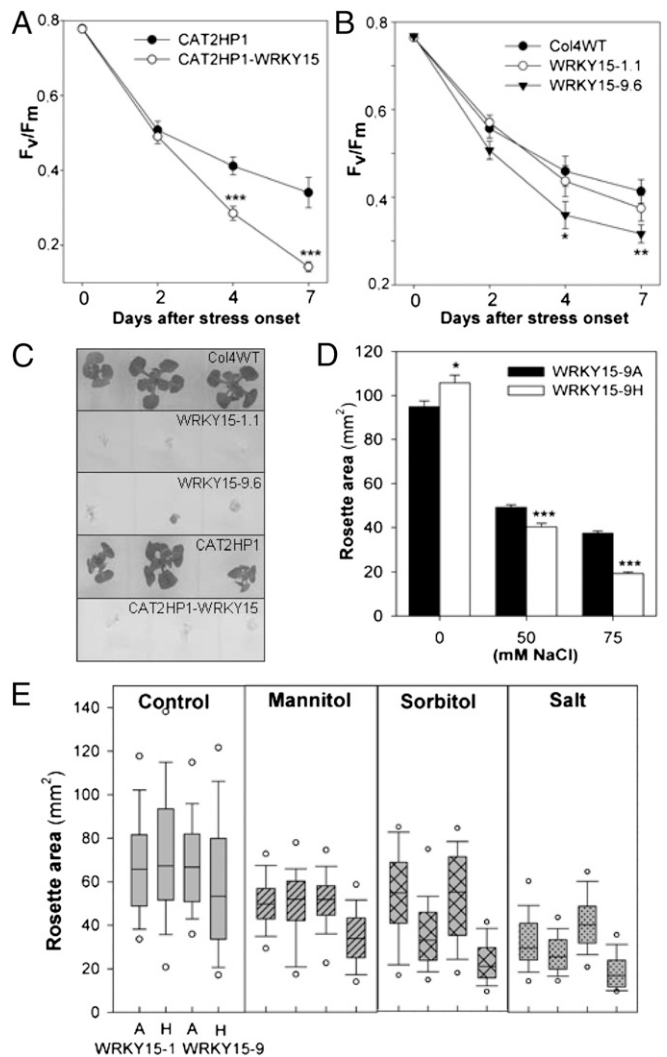 A
B
0.8
0.6
0.4
0.2
Fv/Fm
CAT2HP1
CAT2HP1-WRKY15
***
***
0
2
4
7
Days after stress onset
0.8
0.6
0.4
0.2
Fv/Fm
Col4WT
WRKY15-1.1
WRKY15-9.6
*
**
0
2
4
7
Days after stress onset
C
Col4WT
WRKY15-1.1
WRKY15-9.6
CAT2HP1
CAT2HP1-WRKY15
D
120
100
80
60
40
20
0
Rosette area (mm²)
WRKY15-9A
WRKY15-9H
*
***
***
0
50
75
(mM NaCl)
E
140
120
100
80
60
40
20
0
Rosette area (mm²)
Control
Mannitol
Sorbitol
Salt
A H A H
WRKY15-1 WRKY15-9